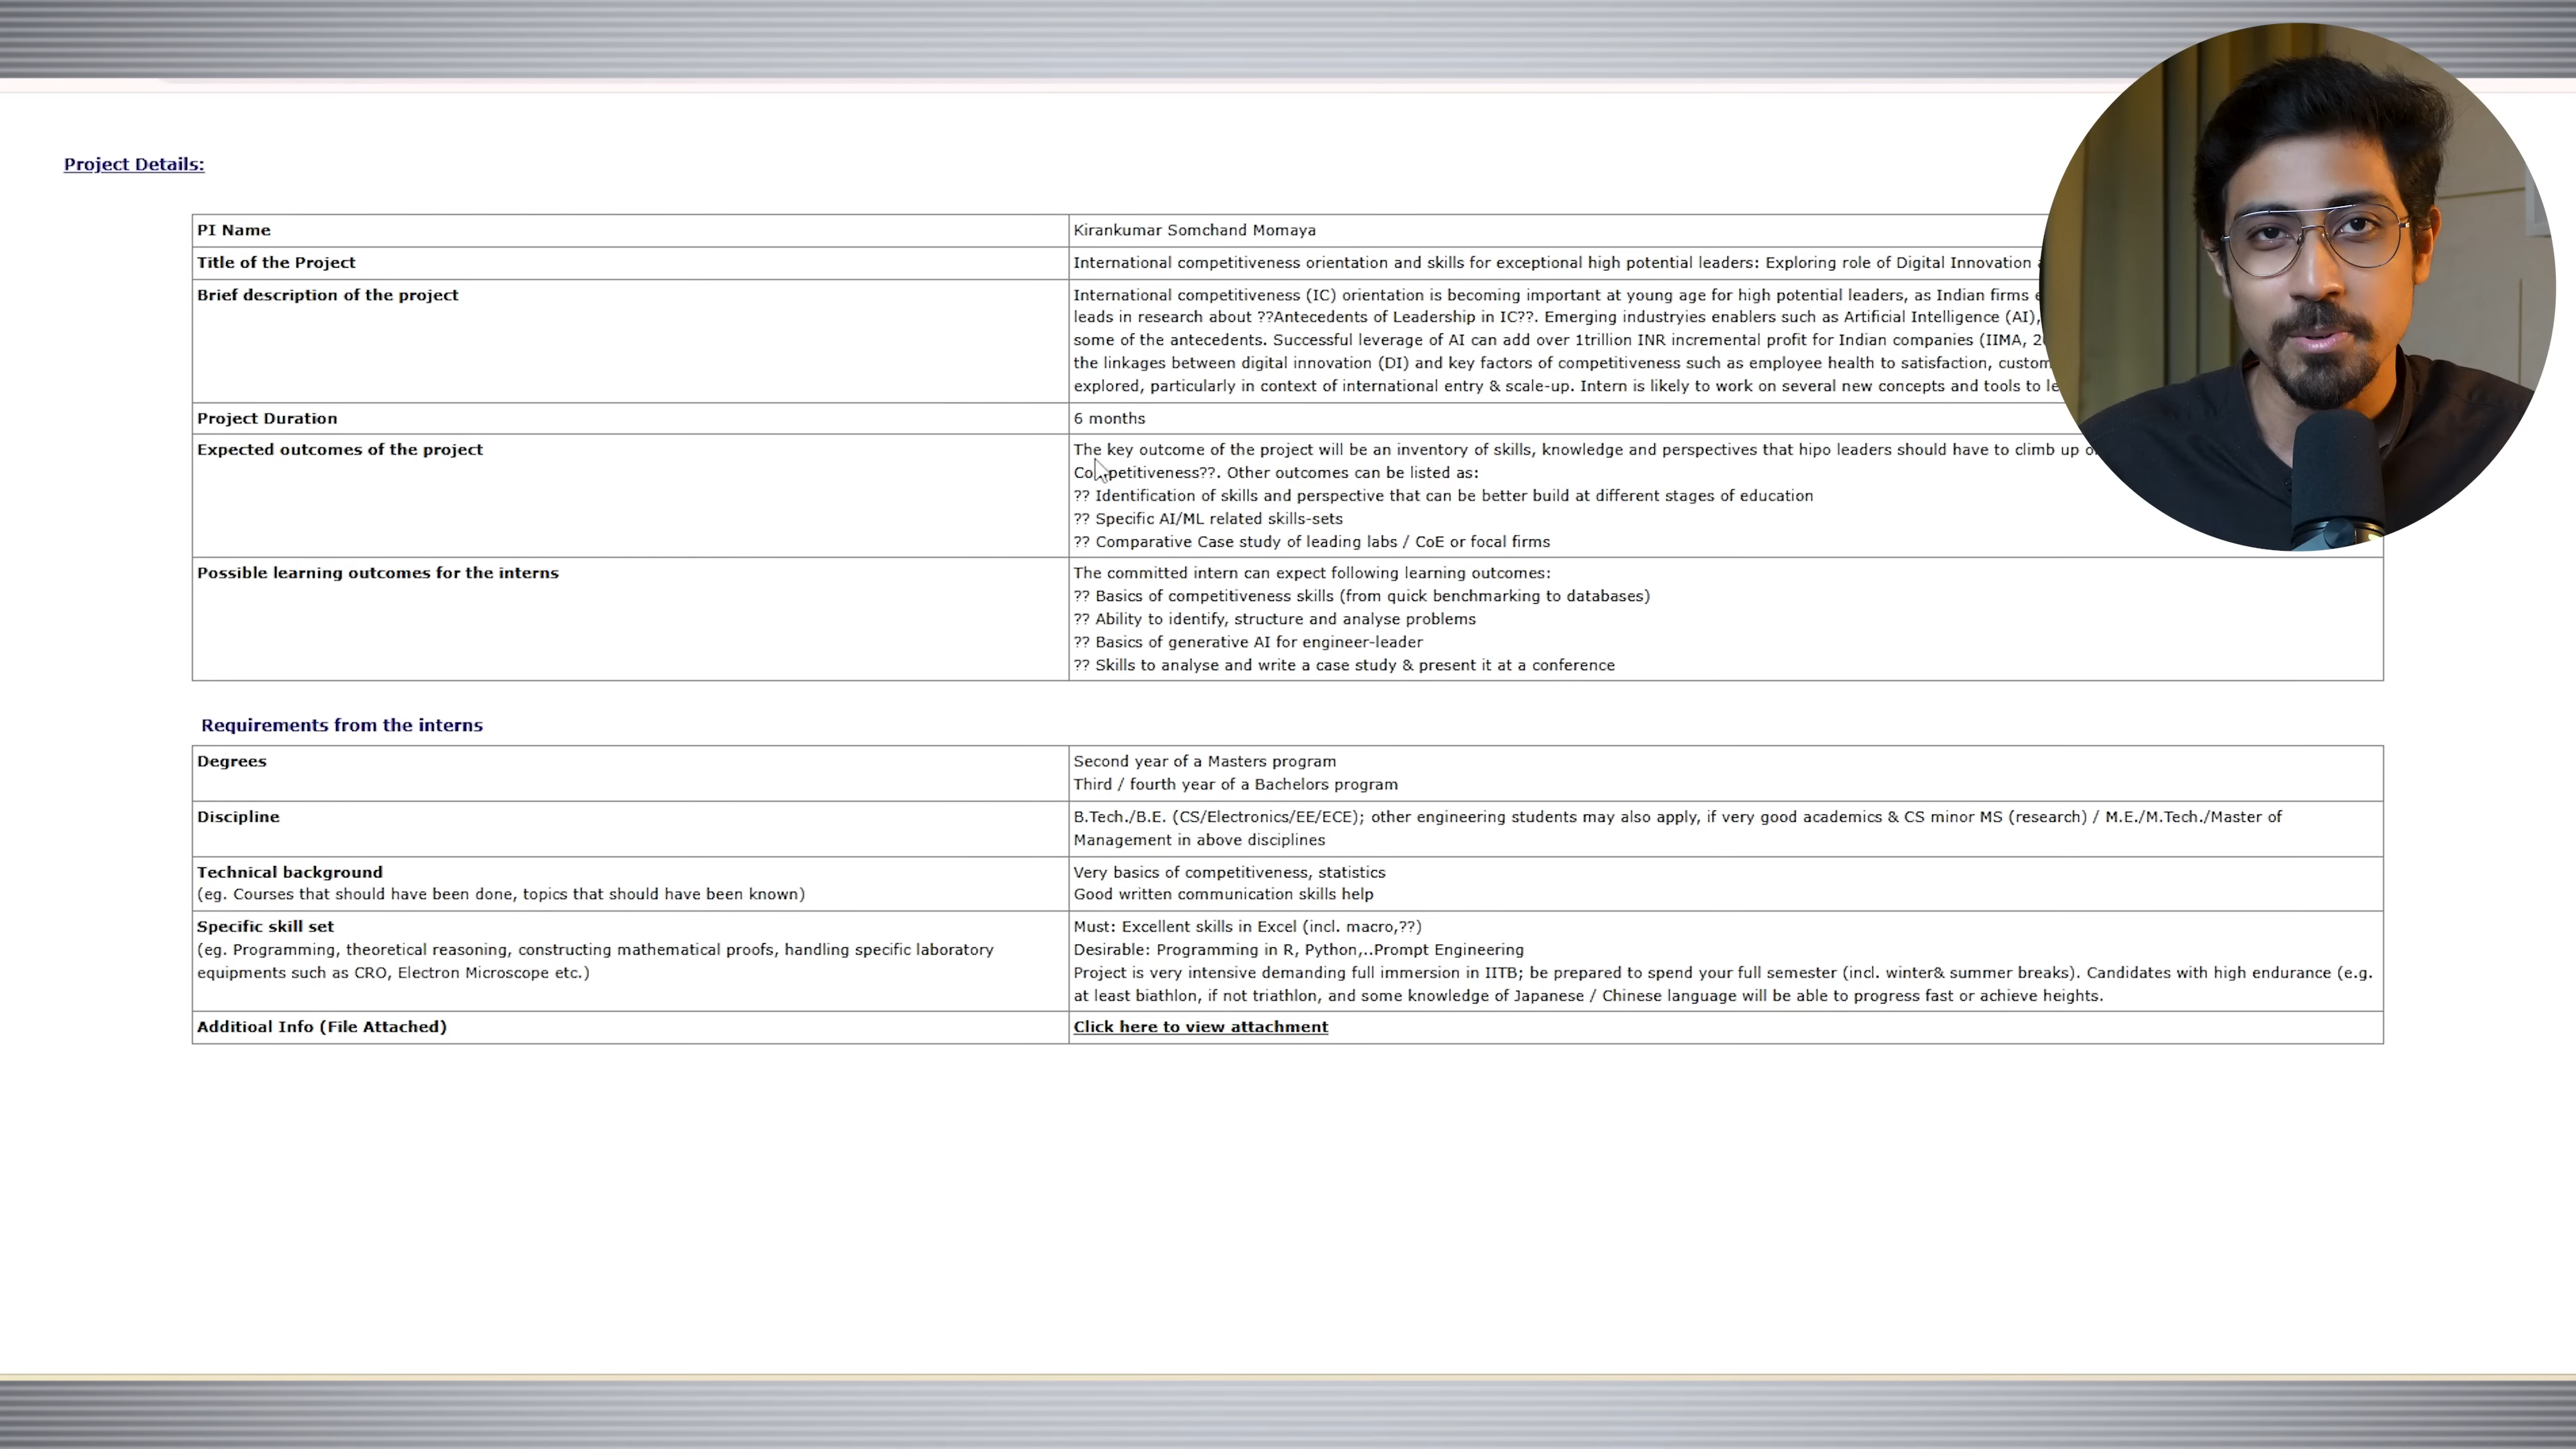 Project Details:
PI Name
Kirankumar Somchand Momaya
Title of the Project
International competitiveness orientation and skills for exceptional high potential leaders: Exploring role of Digital Innovation
Brief description of the project
International competitiveness (IC) orientation is becoming important at young age for high potential leaders, as Indian firms
leads in research about ??Antecedents of Leadership in IC??. Emerging industryies enablers such as Artificial Intelligence (AI),
some of the antecedents. Successful leverage of AI can add over 1trillion INR incremental profit for Indian companies (IIMA,
the linkages between digital innovation (DI) and key factors of competitiveness such as employee health to satisfaction,
explored, particularly in context of international entry & scale-up. Intern is likely to work on several new concepts and tools to
Project Duration
6 months
Expected outcomes of the project
The key outcome of the project will be an inventory of skills, knowledge and perspectives that hipo leaders should have to climb up
Competitiveness??. Other outcomes can be listed as:
?? Identification of skills and perspective that can be better build at different stages of education
?? Specific AI/ML related skills-sets
?? Comparative Case study of leading labs / CoE or focal firms
Possible learning outcomes for the interns
The committed intern can expect following learning outcomes:
?? Basics of competitiveness skills (from quick benchmarking to databases)
?? Ability to identify, structure and analyse problems
?? Basics of generative AI for engineer-leader
?? Skills to analyse and write a case study & present it at a conference
Requirements from the interns
Degrees
Second year of a Masters program
Third / fourth year of a Bachelors program
Discipline
B.Tech./B.E. (CS/Electronics/EE/ECE); other engineering students may also apply, if very good academics & CS minor MS (research) / M.E./M.Tech./Master of
Management in above disciplines
Technical background
(eg. Courses that should have been done, topics that should have been known)
Very basics of competitiveness, statistics
Good written communication skills help
Specific skill set
(eg. Programming, theoretical reasoning, constructing mathematical proofs, handling specific laboratory
equipments such as CRO, Electron Microscope etc.)
Must: Excellent skills in Excel (incl. macro,??)
Desirable: Programming in R, Python,..Prompt Engineering
Project is very intensive demanding full immersion in IITB; be prepared to spend your full semester (incl. winter& summer breaks). Candidates with high endurance (e.g.
at least biathlon, if not triathlon, and some knowledge of Japanese / Chinese language will be able to progress fast or achieve heights.
Additioal Info (File Attached)
Click here to view attachment